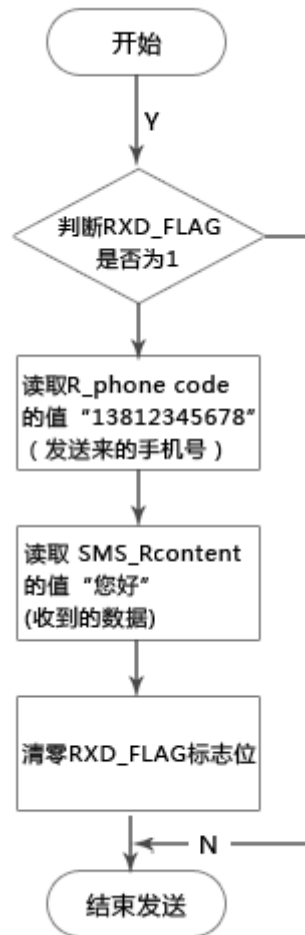 开始
Y
判断RXD_FLAG
是否为1
读取R_phone code
的值 “13812345678”
（发送来的手机号）
读取 SMS_Rcontent
的值 “您好”
(收到的数据)
清零RXD_FLAG标志位
N
结束发送